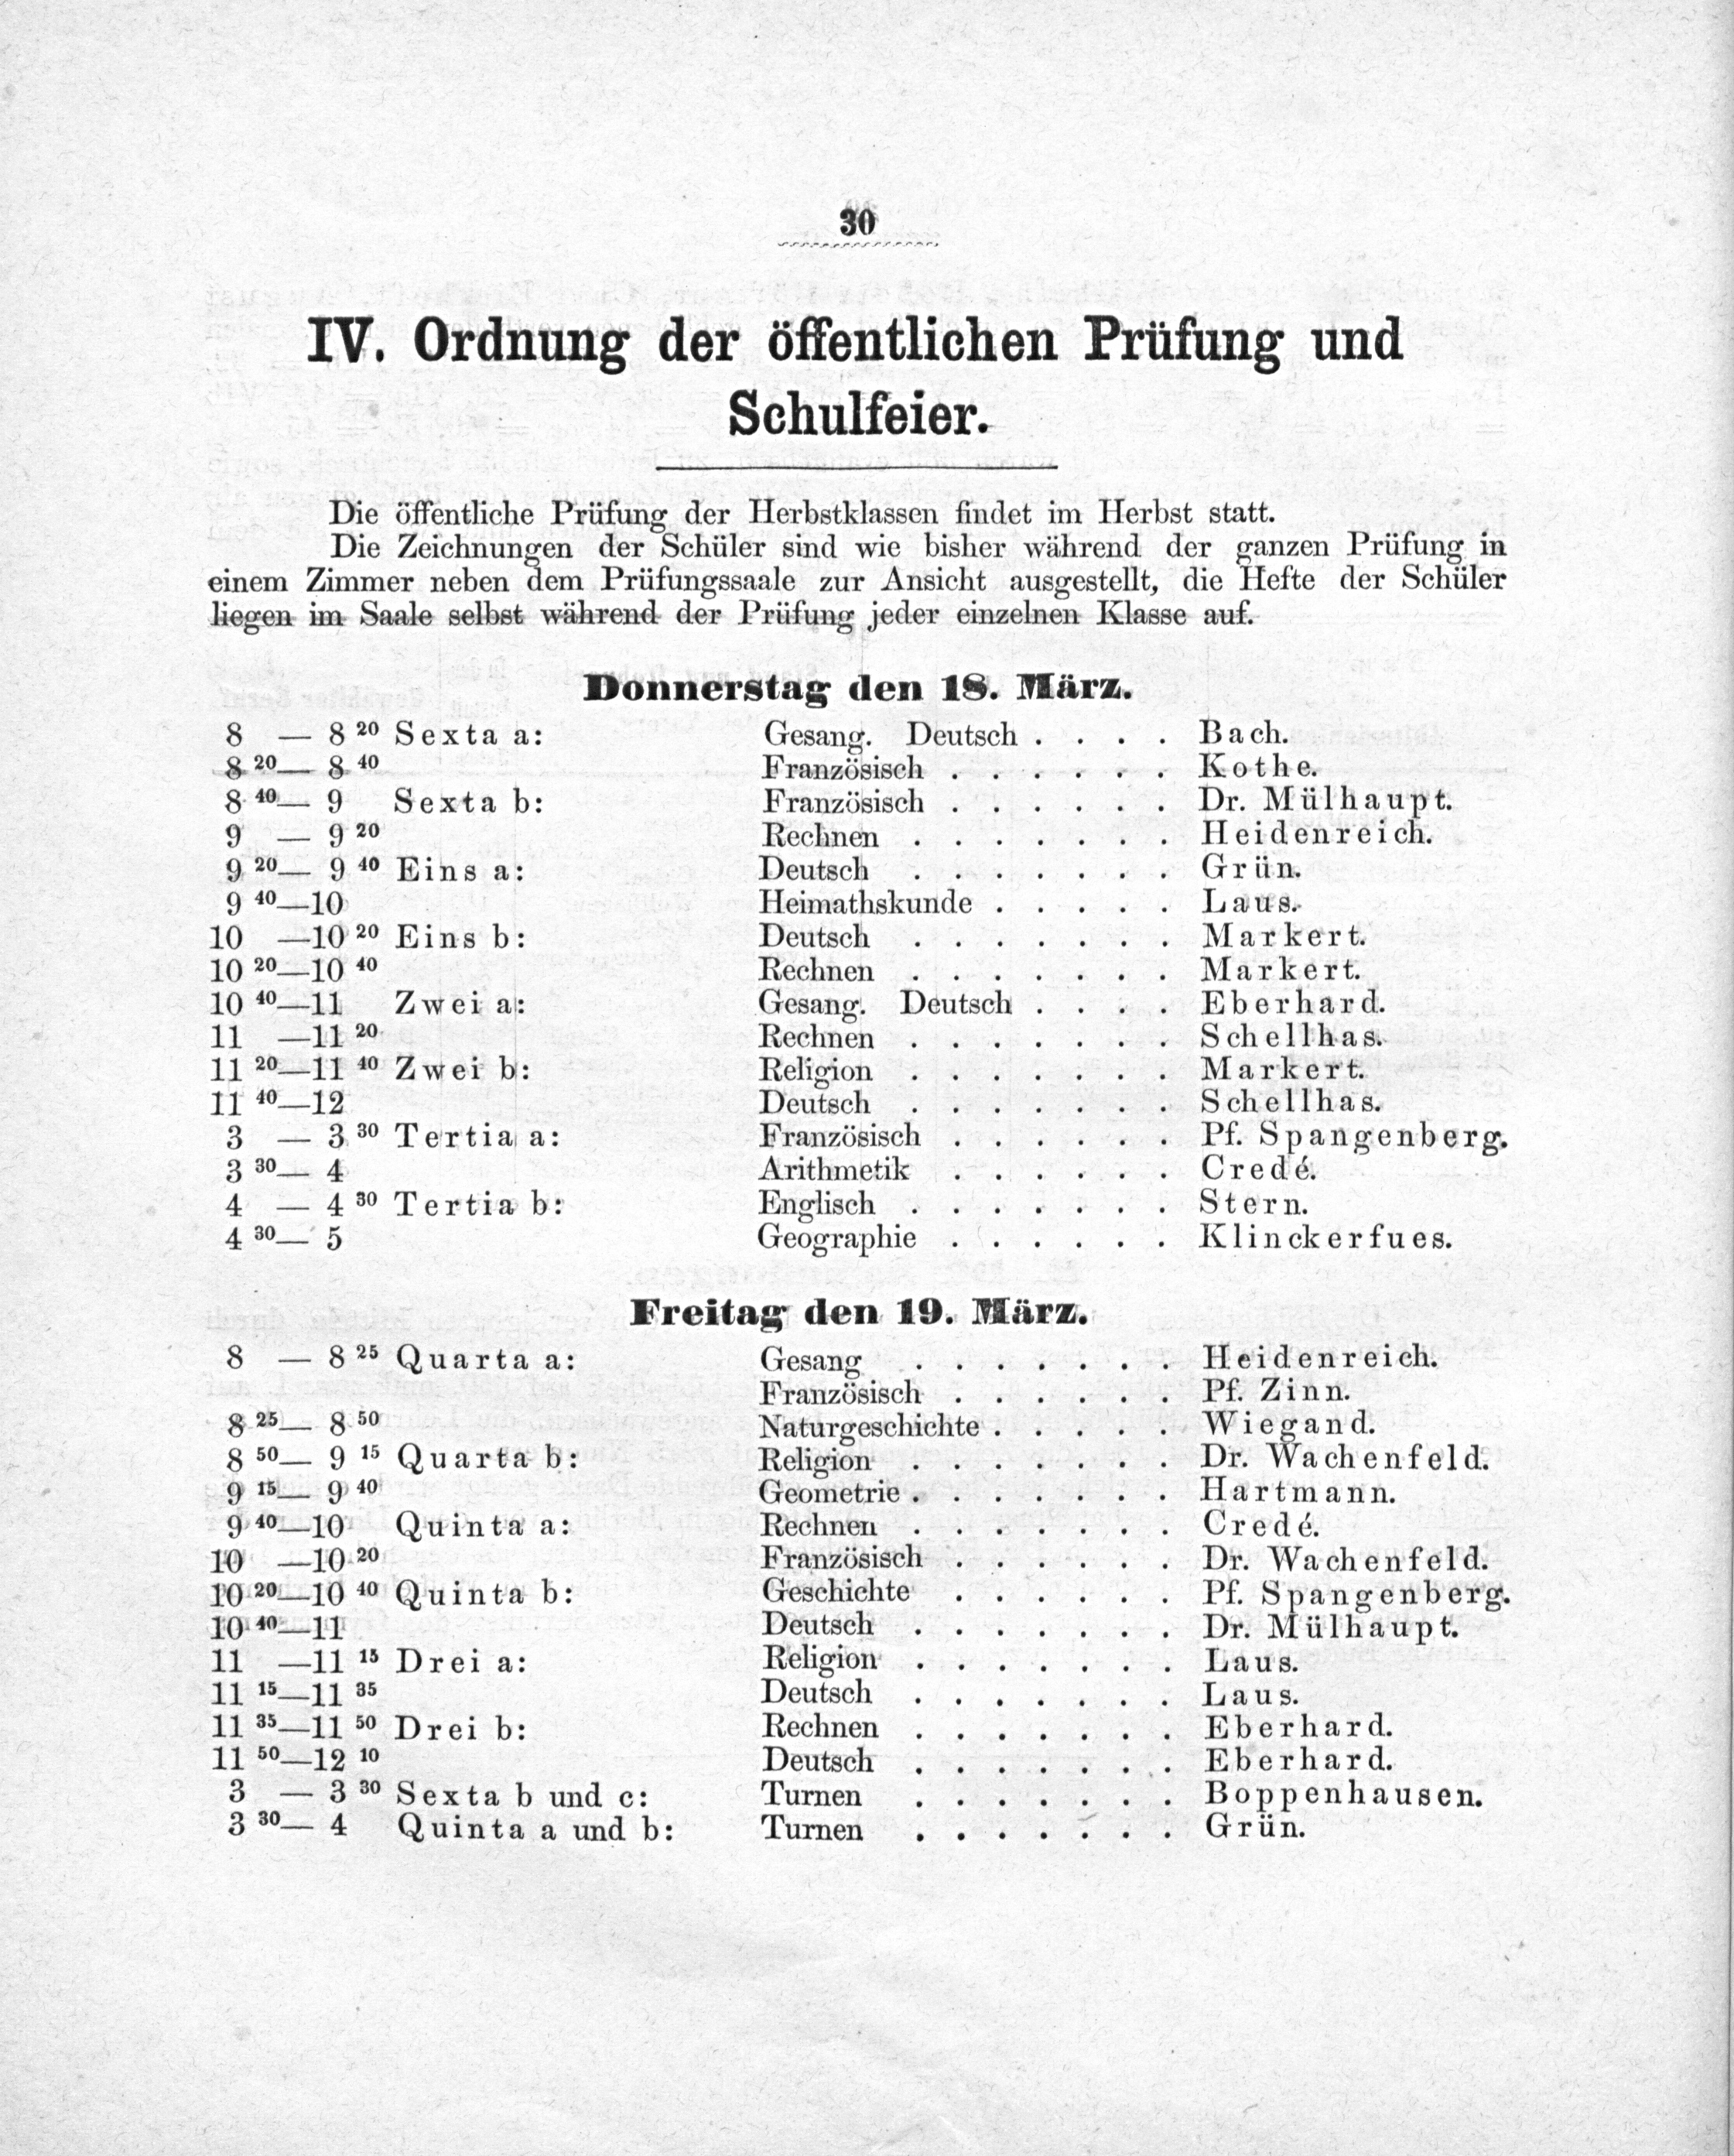 30
IV. Ordnung der öffentlichen Prüfung und
Schulfeier.
Die öffentliche Prüfung der Herbstklassen findet im Herbst statt.
Die Zeichnungen der Schüler sind wie bisher während der ganzen Prüfung in
einem Zimmer neben dem Prüfungssaale zur Ansicht ausgestellt, die Hefte der Schüler
liegen im Saale selbst während der Prüfung jeder einzelnen Klasse auf.
Donnerstag den 18. März.
8 — 8 20 Sexta a: Gesang. Deutsch . . . . Bach.
8 20 — 8 40 Französisch . . . . . . Kothe.
8 40 — 9 Sexta b: Französisch . . . . . . Dr. Mülhaupt.
9 — 9 20 Rechnen . . . . . . . Heidenreich.
9 20 — 9 40 Eins a: Deutsch . . . . . . . Grün.
9 40 — 10 Heimathskunde . . . . . Laus.
10 — 10 20 Eins b: Deutsch . . . . . . . Markert.
10 20 — 10 40 Rechnen . . . . . . . Markert.
10 40 — 11 Zwei a: Gesang. Deutsch . . . . Eberhard.
11 — 11 20 Rechnen . . . . . . . Schellhas.
11 20 — 11 40 Zwei b: Religion . . . . . . . Markert.
11 40 — 12 Deutsch . . . . . . . Schellhas.
3 — 3 30 Tertia a: Französisch . . . . . . Pf. Spangenberg.
3 30 — 4 Arithmetik . . . . . . Credé.
4 — 4 30 Tertia b: Englisch . . . . . . . Stern.
4 30 — 5 Geographie . . . . . . Klinckerfues.
Freitag den 19. März.
8 — 8 25 Quarta a: Gesang . . . . . . . Heidenreich.
Französisch . . . . . . Pf. Zinn.
8 25 — 8 50 Naturgeschichte . . . . . Wiegand.
8 50 — 9 15 Quarta b: Religion . . . . . . . Dr. Wachenfeld.
9 15 — 9 40 Geometrie . . . . . . . Hartmann.
9 40 — 10 Quinta a: Rechnen . . . . . . . Credé.
10 — 10 20 Französisch . . . . . . Dr. Wachenfeld.
10 20 — 10 40 Quinta b: Geschichte . . . . . . Pf. Spangenberg.
10 40 — 11 Deutsch . . . . . . . Dr. Mülhaupt.
11 — 11 15 Drei a: Religion . . . . . . . Laus.
11 15 — 11 35 Deutsch . . . . . . . Laus.
11 35 — 11 50 Drei b: Rechnen . . . . . . . Eberhard.
11 50 — 12 10 Deutsch . . . . . . . Eberhard.
3 — 3 30 Sexta b und c: Turnen . . . . . . . Boppenhausen.
3 30 — 4 Quinta a und b: Turnen . . . . . . . Grün.